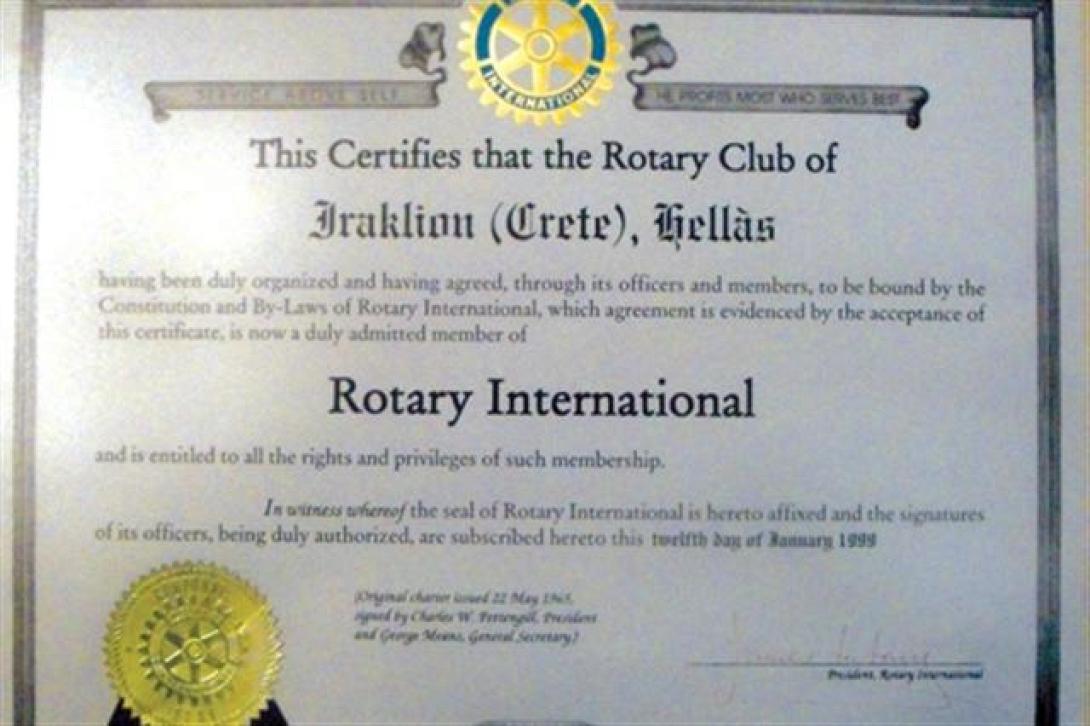 INTERNATIONAL
SERVICE ABOVE SELF
HE PROFITS MOST WHO SERVES BEST
This Certifies that the Rotary Club of
Iraklion (Crete), Hellàs
having been duly organized and having agreed, through its officers and members, to be bound by the
Constitution and By-Laws of Rotary International, which agreement is evidenced by the acceptance of
this certificate, is now a duly admitted member of
Rotary International
and is entitled to all the rights and privileges of such membership.
In witness whereof the seal of Rotary International is hereto affixed and the signatures
of its officers, being duly authorized, are subscribed hereto this twelfth day of January 1999
(Original charter issued 22 May 1963,
signed by Charles W. Pettengill, President
and George Means, General Secretary)
President, Rotary International